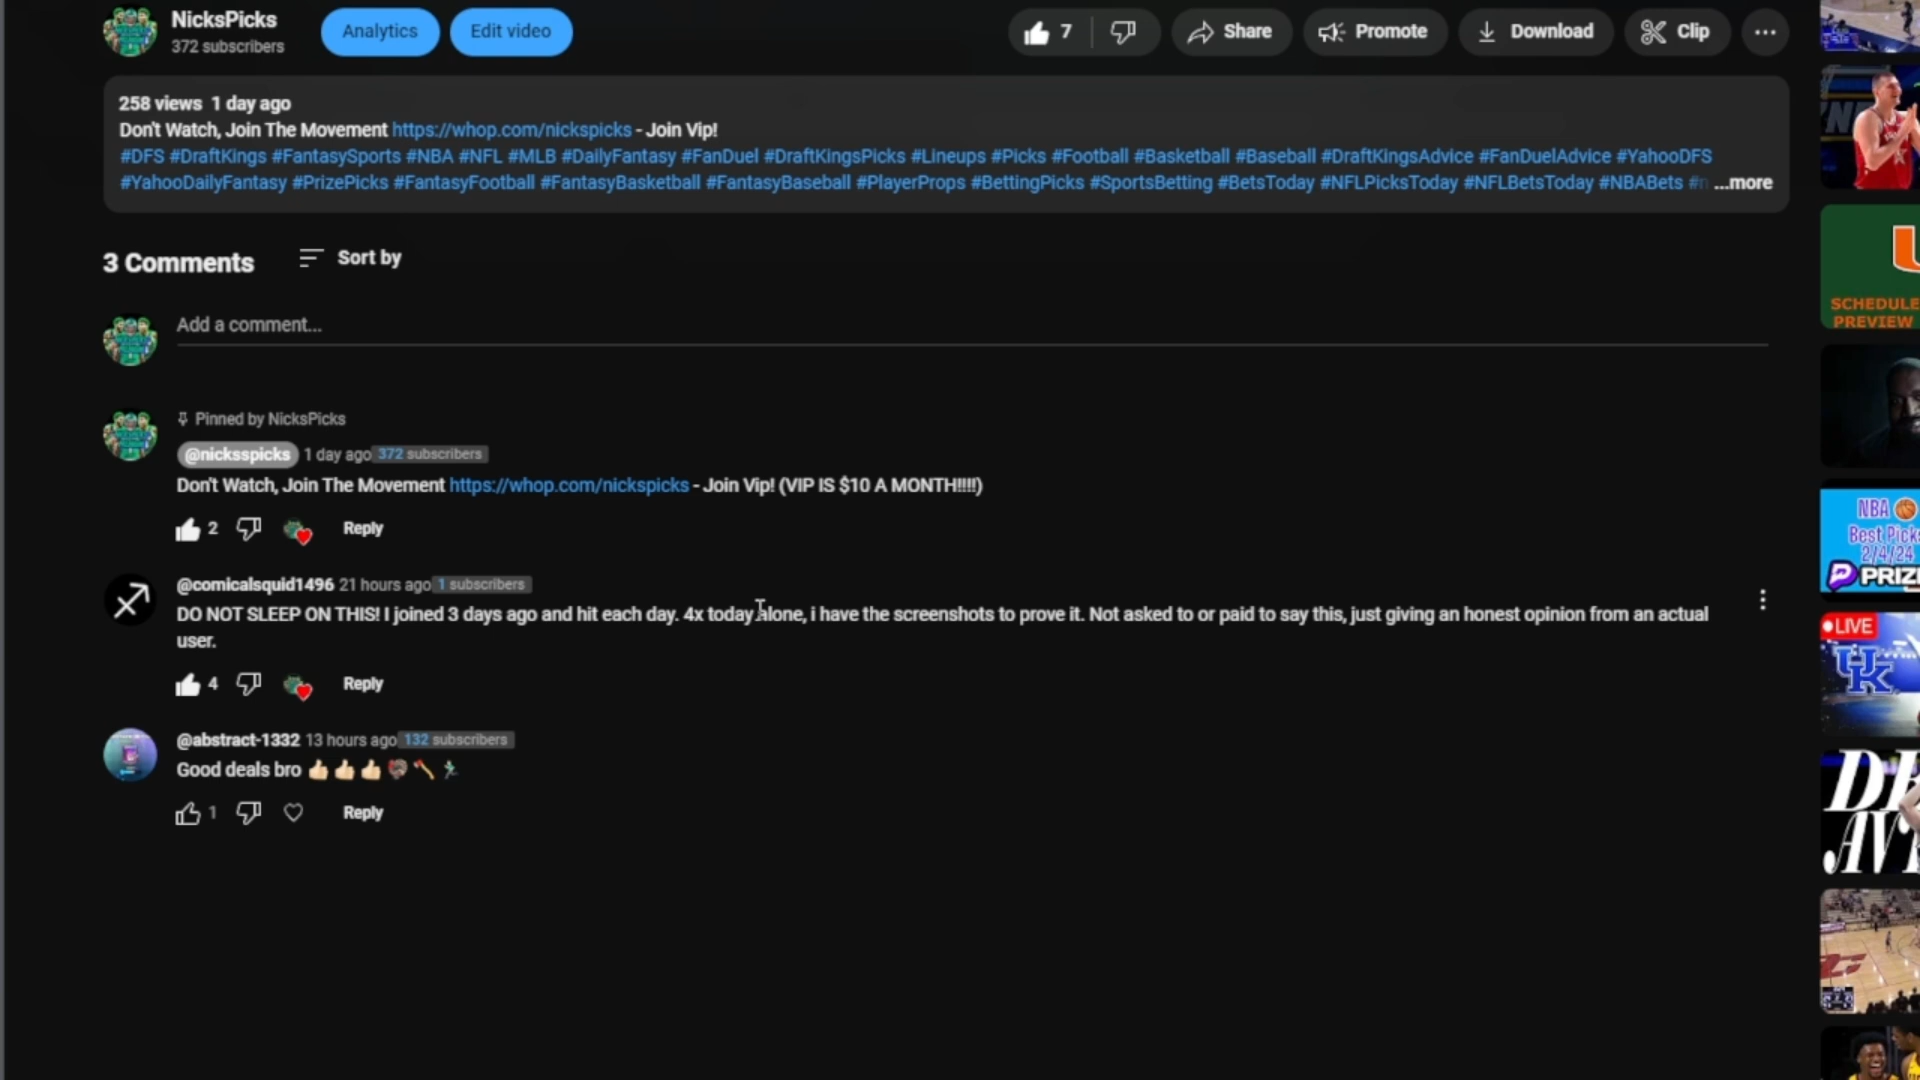 NicksPicks
372 subscribers
Analytics
Edit video
7
Share
Promote
Download
Clip
258 views 1 day ago
Don't Watch, Join The Movement https://whop.com/nickspicks - Join Vip!
#DFS #DraftKings #FantasySports #NBA #NFL #MLB #DailyFantasy #FanDuel #DraftKingsPicks #Lineups #Picks #Football #Basketball #Baseball #DraftKingsAdvice #FanDuelAdvice #YahooDFS
#YahooDailyFantasy #PrizePicks #FantasyFootball #FantasyBasketball #FantasyBaseball #PlayerProps #BettingPicks #SportsBetting #BetsToday #NFLPicksToday #NFLBetsToday #NBABets #n ...more
3 Comments
Sort by
Add a comment...
Pinned by NicksPicks
@nicksspicks 1 day ago 372 subscribers
Don't Watch, Join The Movement https://whop.com/nickspicks - Join Vip! (VIP IS $10 A MONTH!!!!)
2 Reply
@comicalsquid1496 21 hours ago 1 subscribers
DO NOT SLEEP ON THIS! I joined 3 days ago and hit each day. 4x today alone, i have the screenshots to prove it. Not asked to or paid to say this, just giving an honest opinion from an actual
user.
4 Reply
@abstract-1332 13 hours ago 132 subscribers
Good deals bro 👍🏻👍🏻👍🏻
1 Reply
U
SCHEDULE
PREVIEW
NBA
Best Picks
2/4/24
PRIZE
LIVE
UK